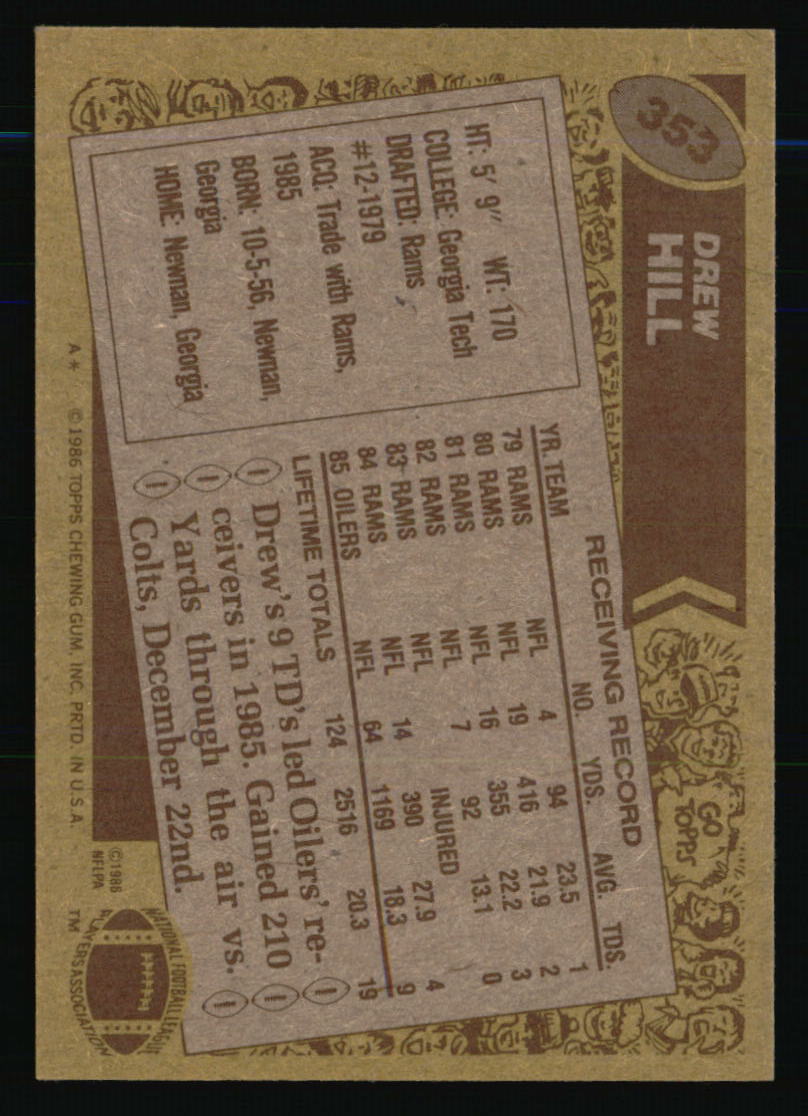 353
DREW
HILL
HT: 5' 9" WT: 170
COLLEGE: Georgia Tech
DRAFTED: Rams
#12-1979
ACQ: Trade with Rams,
1985
BORN: 10-5-56, Newnan,
Georgia
HOME: Newnan, Georgia
RECEIVING RECORD
YR. TEAM NO. YDS. AVG. TDS.
79 RAMS NFL 4 94 23.5 1
80 RAMS NFL 19 416 21.9 2
81 RAMS NFL 16 355 22.2 3
82 RAMS NFL 7 92 13.1 0
83 RAMS NFL INJURED
84 RAMS NFL 14 390 27.9 4
85 OILERS NFL 64 1169 18.3 9
LIFETIME TOTALS 124 2516 20.3 19
Drew's 9 TD's led Oilers' re-
ceivers in 1985. Gained 210
Yards through the air vs.
Colts, December 22nd.
GO
TOPPS
A* ©1986 TOPPS CHEWING GUM, INC. PRTD. IN U.S.A.
©1986
NFLPA
NATIONAL FOOTBALL LEAGUE
PLAYERS ASSOCIATION
TM